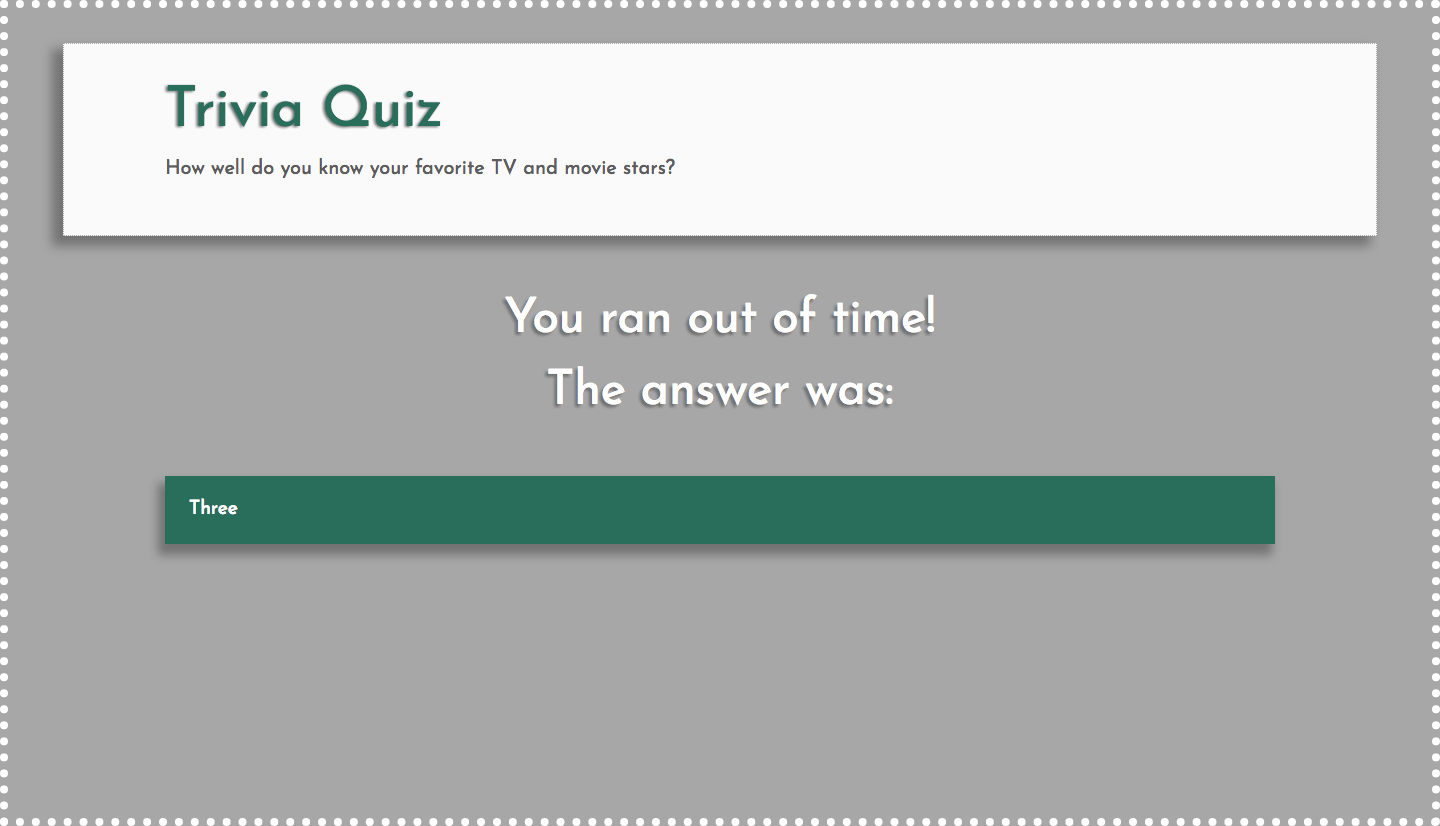 Trivia Quiz
How well do you know your favorite TV and movie stars?
You ran out of time!
The answer was:
Three